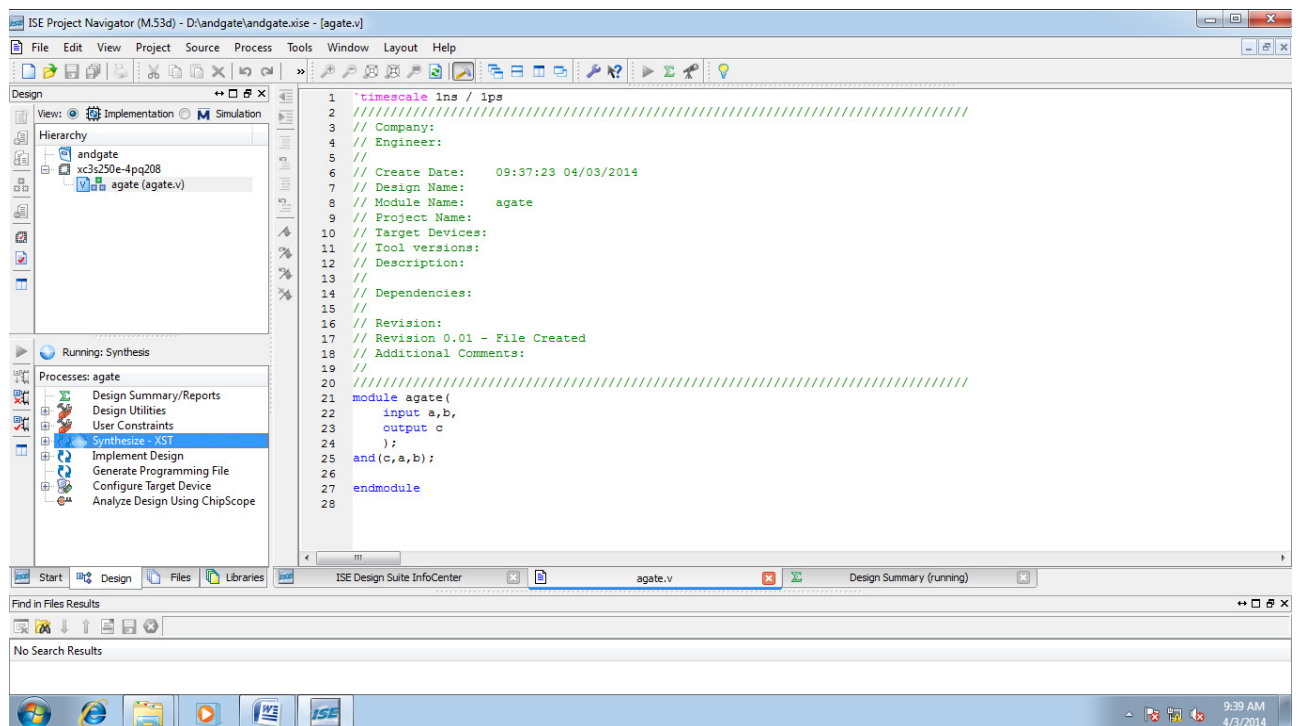 ISE Project Navigator (M.53d) - D:\andgate\andgate.xise - [agate.v]
File Edit View Project Source Process Tools Window Layout Help
Design
View: Implementation Simulation
Hierarchy
andgate
xc3s250e-4pq208
agate (agate.v)
Running: Synthesis
Processes: agate
Design Summary/Reports
Design Utilities
User Constraints
Synthesize - XST
Implement Design
Generate Programming File
Configure Target Device
Analyze Design Using ChipScope
Start Design Files Libraries
1 `timescale 1ns / 1ps
2 //////////////////////////////////////////////////////////////////////////////////
3 // Company:
4 // Engineer:
5 //
6 // Create Date:    09:37:23 04/03/2014
7 // Design Name:
8 // Module Name:    agate
9 // Project Name:
10 // Target Devices:
11 // Tool versions:
12 // Description:
13 //
14 // Dependencies:
15 //
16 // Revision:
17 // Revision 0.01 - File Created
18 // Additional Comments:
19 //
20 //////////////////////////////////////////////////////////////////////////////////
21 module agate(
22     input a,b,
23     output c
24     );
25 and(c,a,b);
26
27 endmodule
28
ISE Design Suite InfoCenter agate.v Design Summary (running)
Find in Files Results
No Search Results
ISE
9:39 AM
4/3/2014